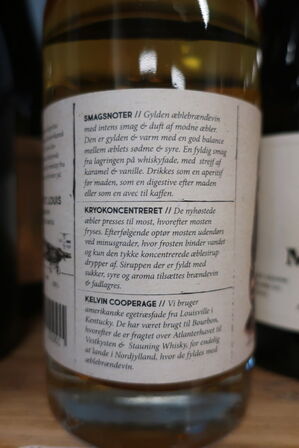 SMAGSNOTER // Gylden æblebrændevin
med intens smag & duft af modne æbler.
Den er gylden & varm med en god balance
mellem æblets sødme & syre. En fyldig smag
fra lagringen på whiskyfade, med strejf af
karamel & vanille. Drikkes som en aperitif
før maden, som en digestive efter maden
eller som en avec til kaffen.
KRYOKONCENTRERET // De nyhøstede
æbler presses til most, hvorefter mosten
fryses. Efterfølgende optør mosten udendørs
ved minusgrader, hvor frosten binder vandet
og kun den tykke koncentrerede æblesirup
drypper af. Siruppen der er fyldt med
sukker, syre og aroma tilsættes brændevin
& fadlagres.
KELVIN COOPERAGE // Vi bruger
amerikanske egetræsfade fra Louisville i
Kentucky. De har været brugt til Bourbon,
hvorefter de er fragtet over Atlanterhavet til
Vestkysten & Stauning Whisky, for endelig
at lande i Nordjylland, hvor de fyldes med
æblebrændevin.
LOUIS